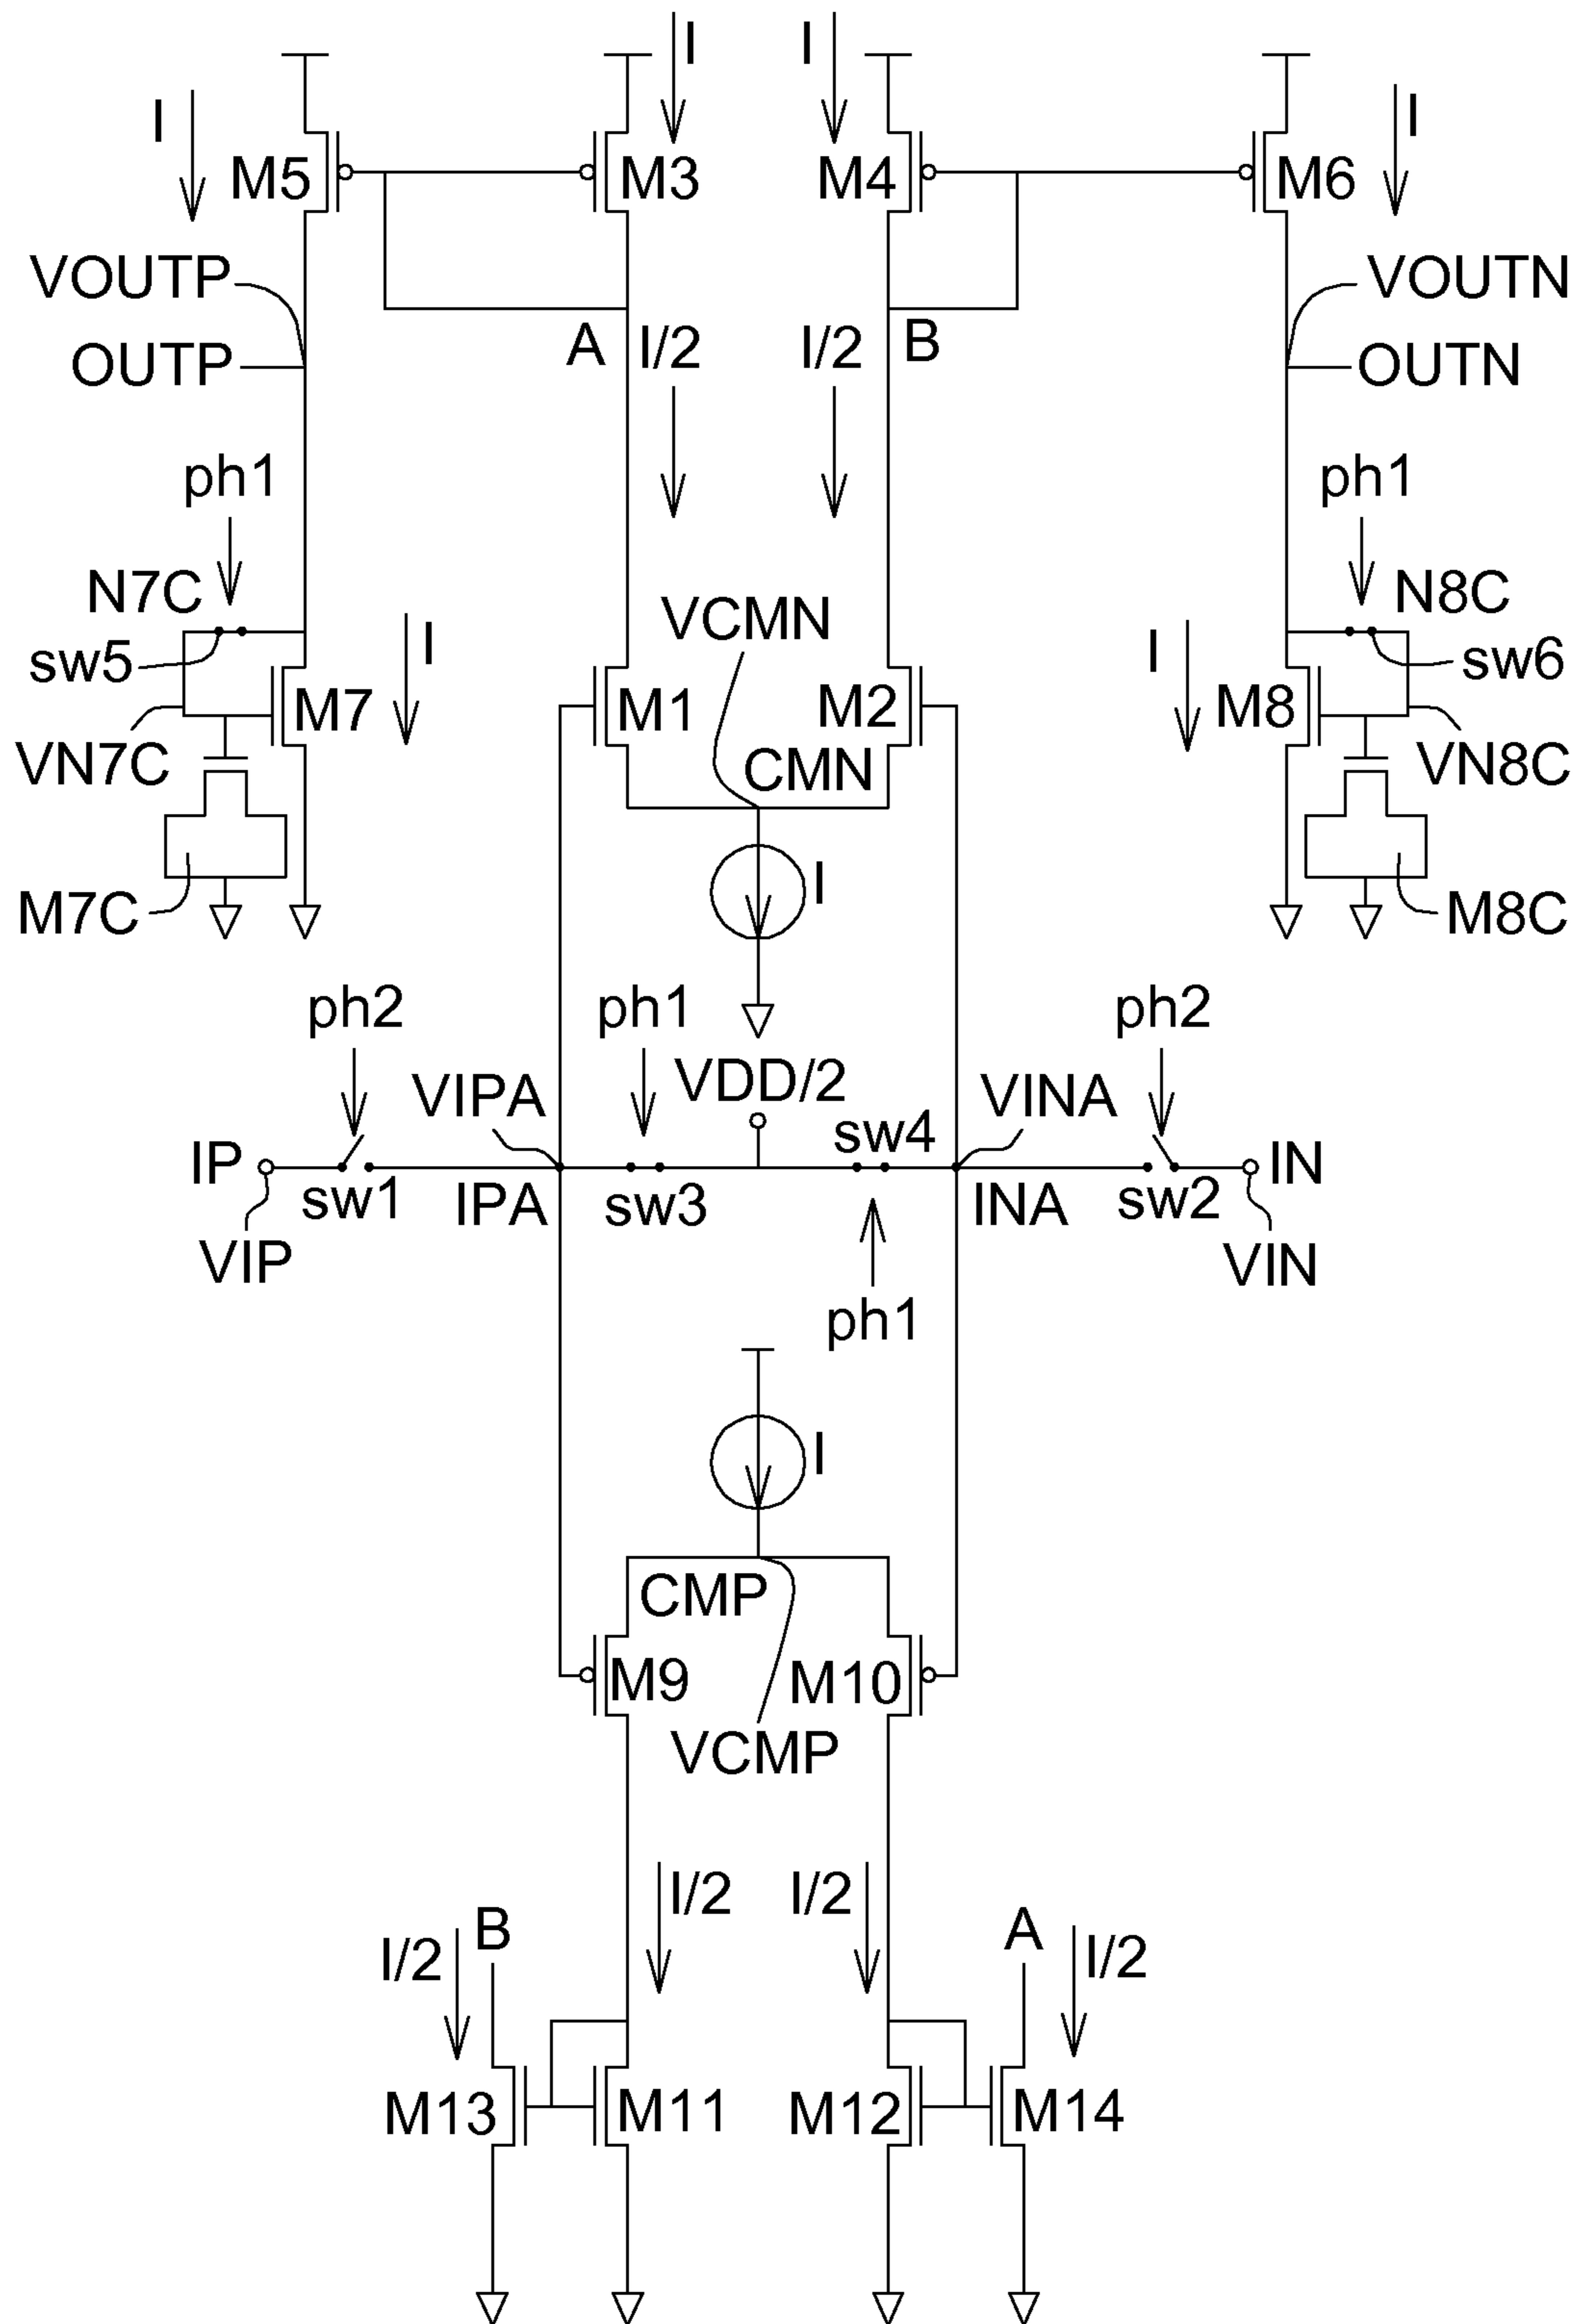 I I
I I
M5 M3 M4 M6
VOUTP VOUTN
A I/2 I/2 B
OUTP OUTN
ph1 ph1
N7C VCMN N8C
sw5 I I sw6
M7 M1 M2 M8
VN7C CMN VN8C
I
M7C M8C
ph2 ph1 ph2
VIPA VDD/2 VINA
sw4
IP IN
sw1 IPA sw3 INA sw2
VIP VIN
ph1
I
CMP
M9 M10
VCMP
I/2 I/2
B A
I/2 I/2
M13 M11 M12 M14